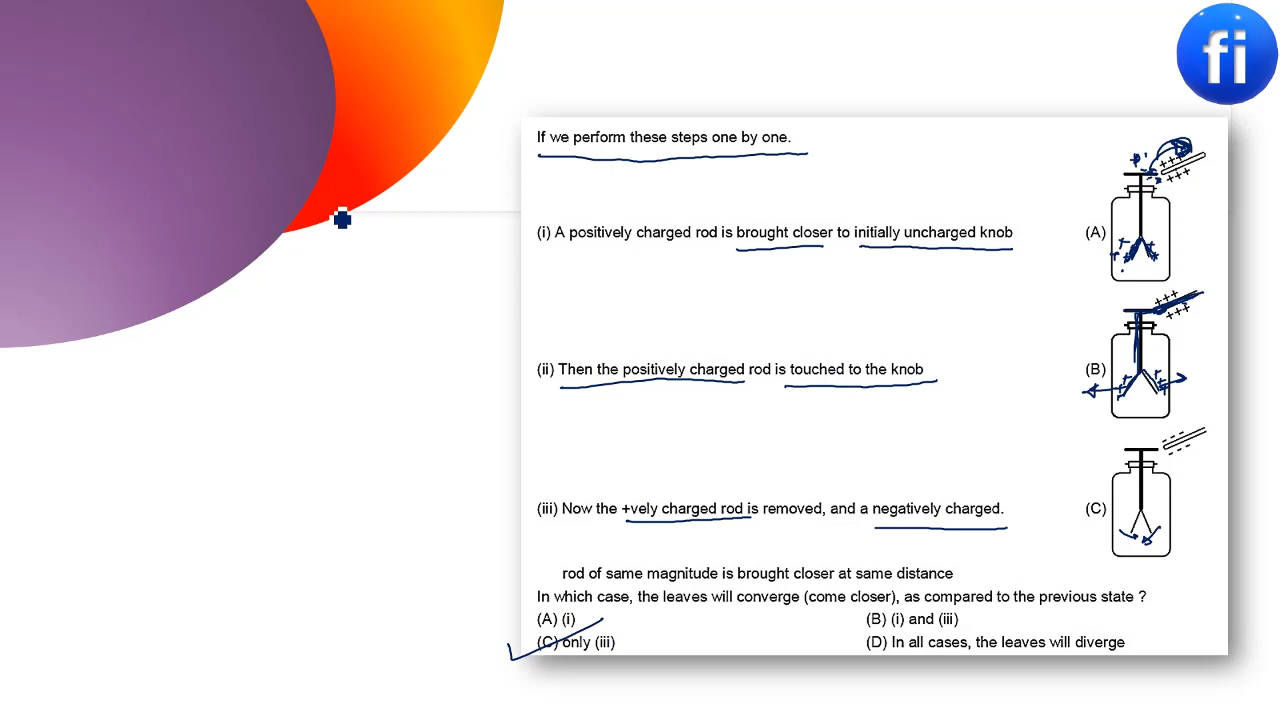 fi
If we perform these steps one by one.
(i) A positively charged rod is brought closer to initially uncharged knob
(A)
(ii) Then the positively charged rod is touched to the knob
(B)
(iii) Now the +vely charged rod is removed, and a negatively charged.
(C)
rod of same magnitude is brought closer at same distance
In which case, the leaves will converge (come closer), as compared to the previous state ?
(A) (i) (B) (i) and (iii)
(C) only (iii) (D) In all cases, the leaves will diverge